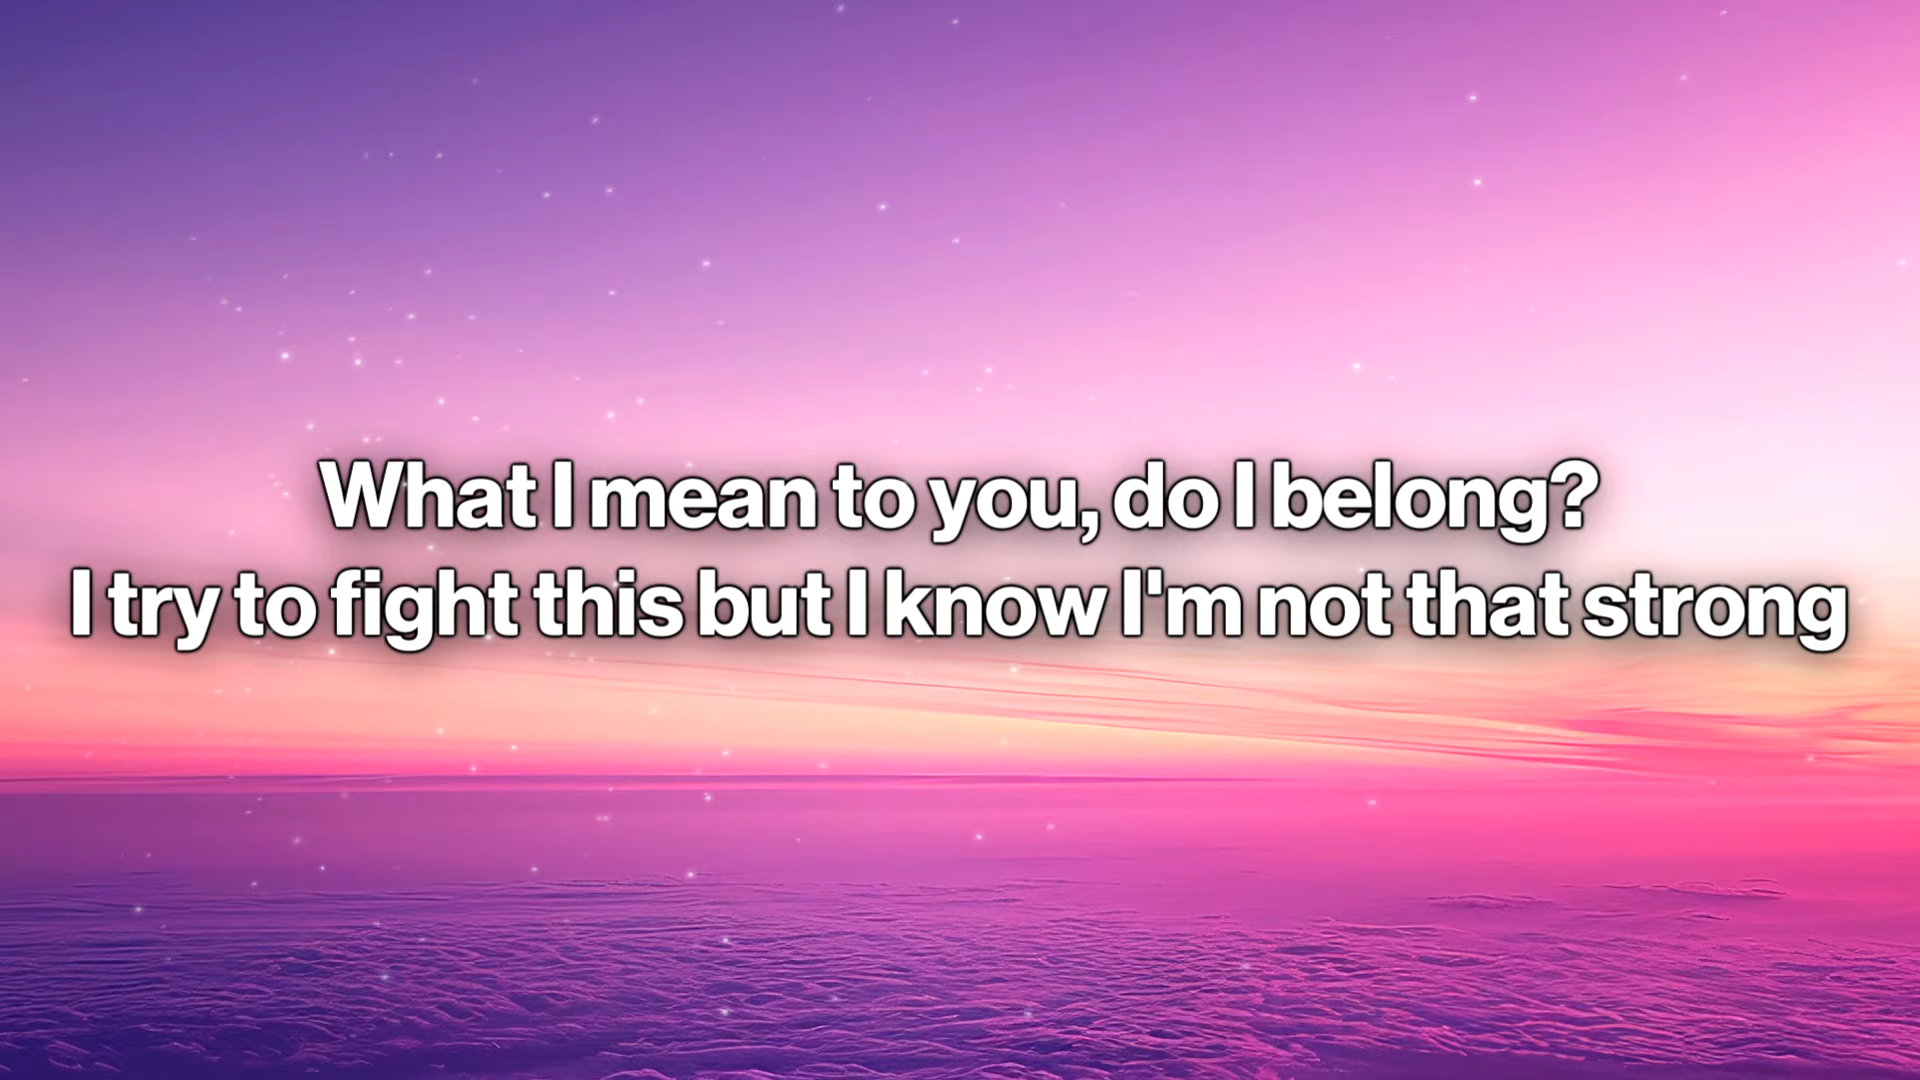 What I mean to you, do I belong?
I try to fight this but I know I'm not that strong